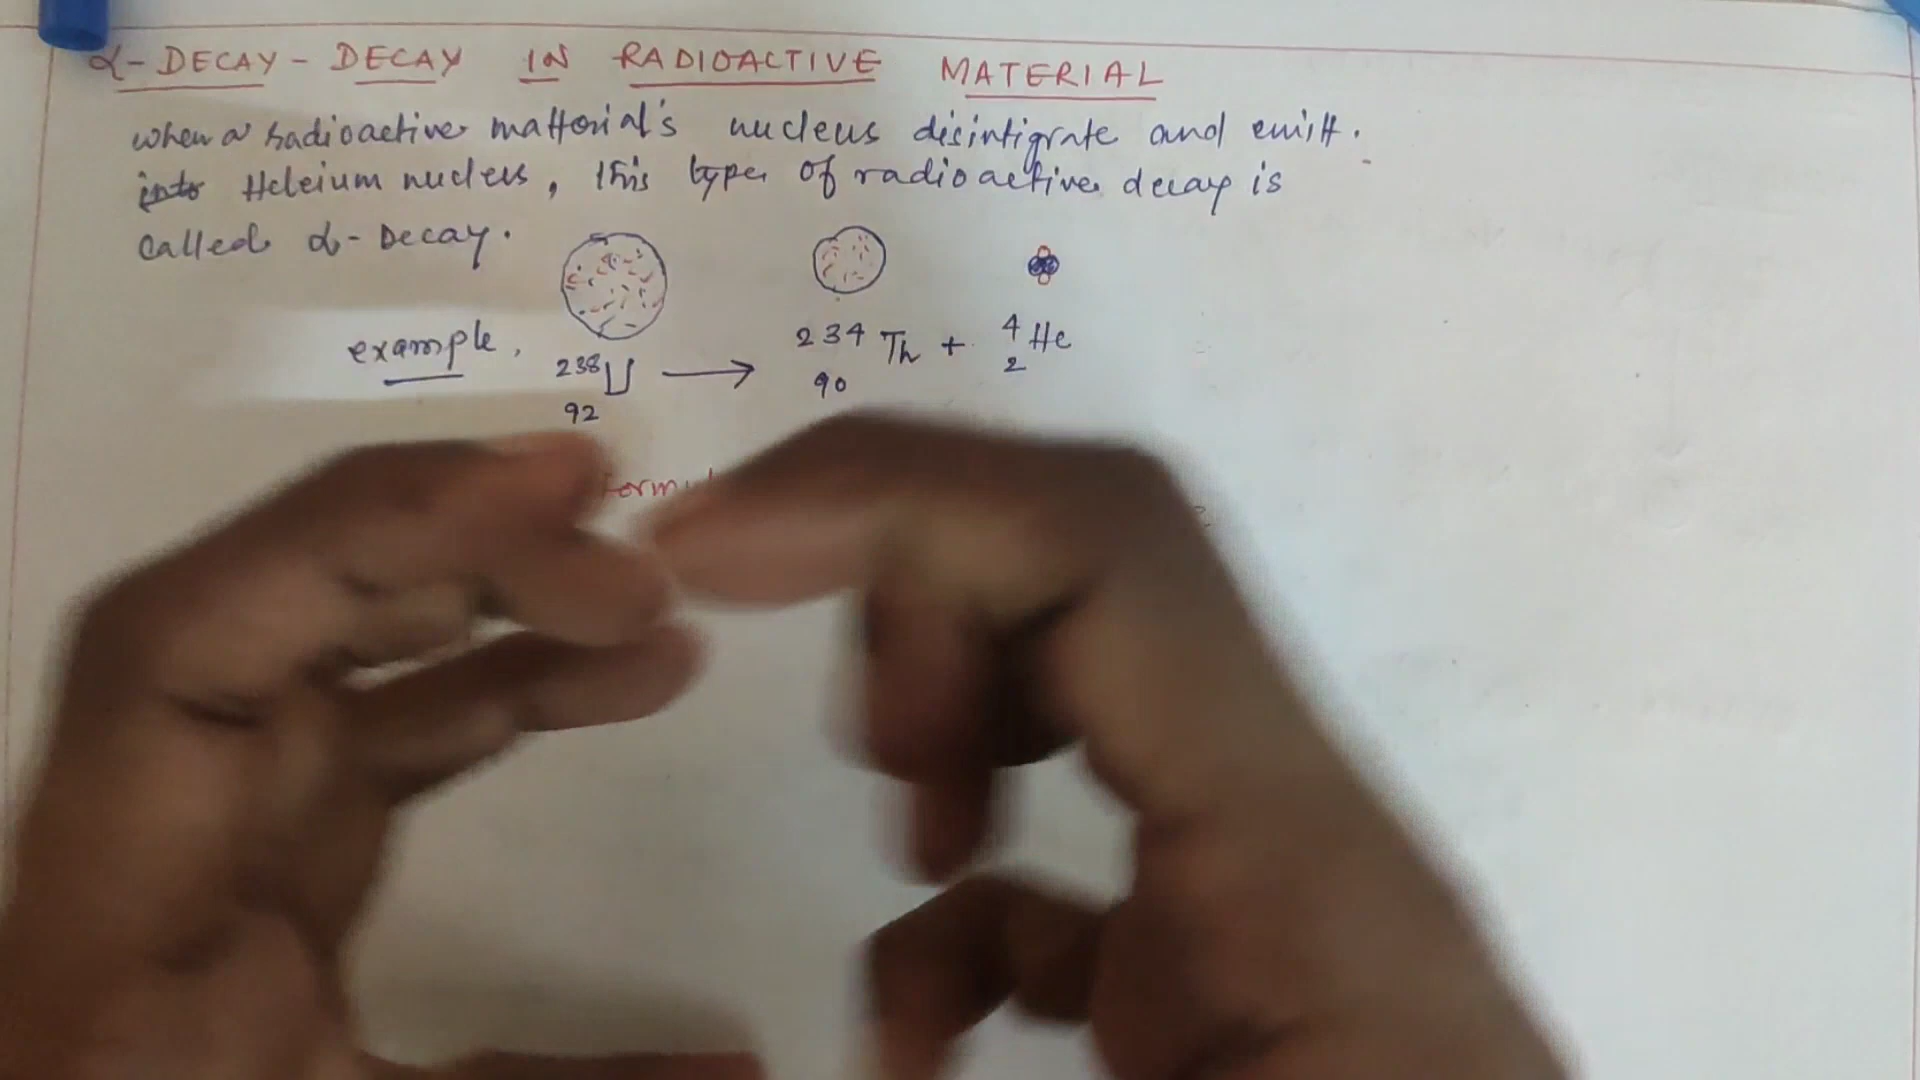 α-DECAY - DECAY IN RADIOACTIVE MATERIAL
when a radioactive matterial's nucleus disintigrate and emitt.
into Heleium nucleus, this type of radioactive decay is
called α-Decay.
example, 238 92 U → 234 90 Th + 4 2 He